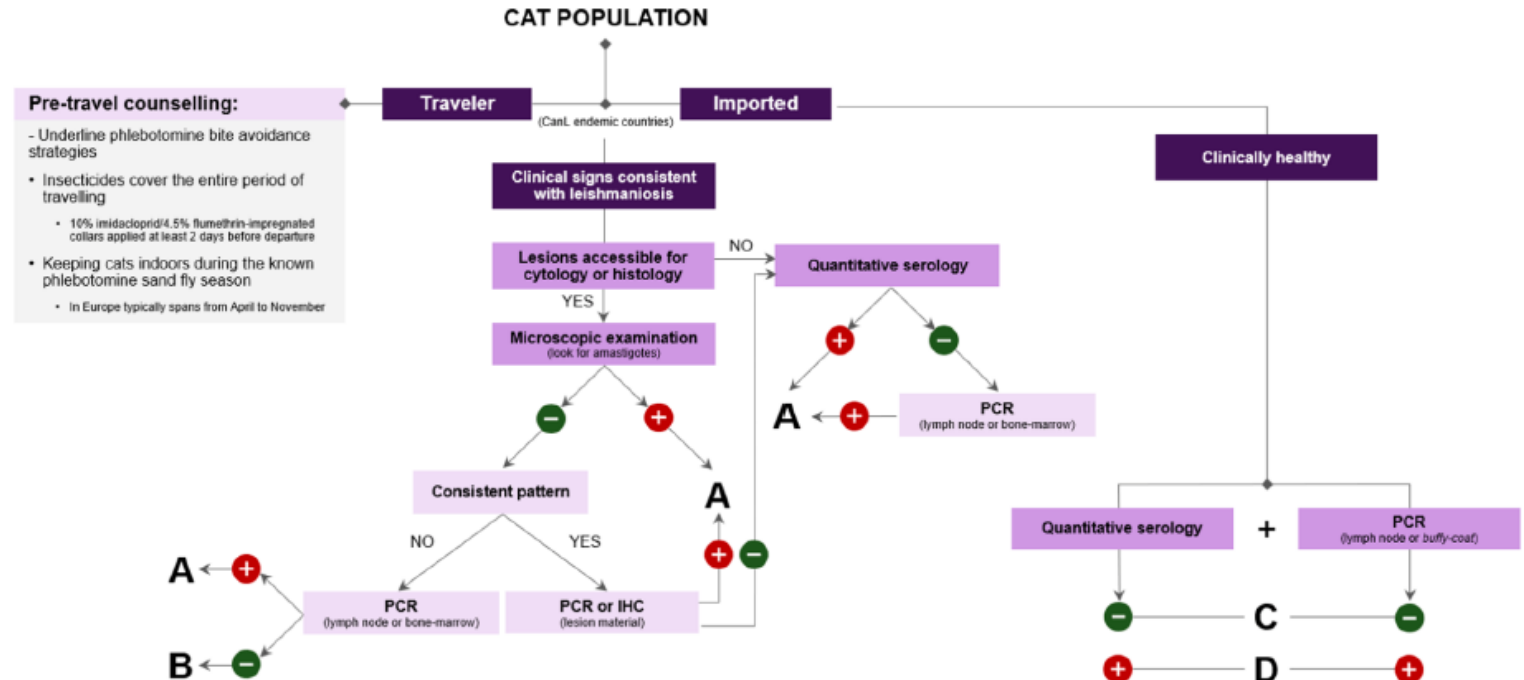 CAT POPULATION
Pre-travel counselling:
- Underline phlebotomine bite avoidance
strategies
• Insecticides cover the entire period of
travelling
• 10% imidacloprid/4.5% flumethrin-impregnated
collars applied at least 2 days before departure
• Keeping cats indoors during the known
phlebotomine sand fly season
• In Europe typically spans from April to November
Traveler
(CanL endemic countries)
Imported
Clinical signs consistent
with leishmaniosis
Lesions accessible for
cytology or histology
NO
YES
Quantitative serology
+
−
A
+
PCR
(lymph node or bone-marrow)
Microscopic examination
(look for amastigotes)
−
+
A
Consistent pattern
NO
YES
+
−
PCR
(lymph node or bone-marrow)
PCR or IHC
(lesion material)
A
+
B
−
Clinically healthy
Quantitative serology
+
PCR
(lymph node or buffy-coat)
−
C
−
+
D
+